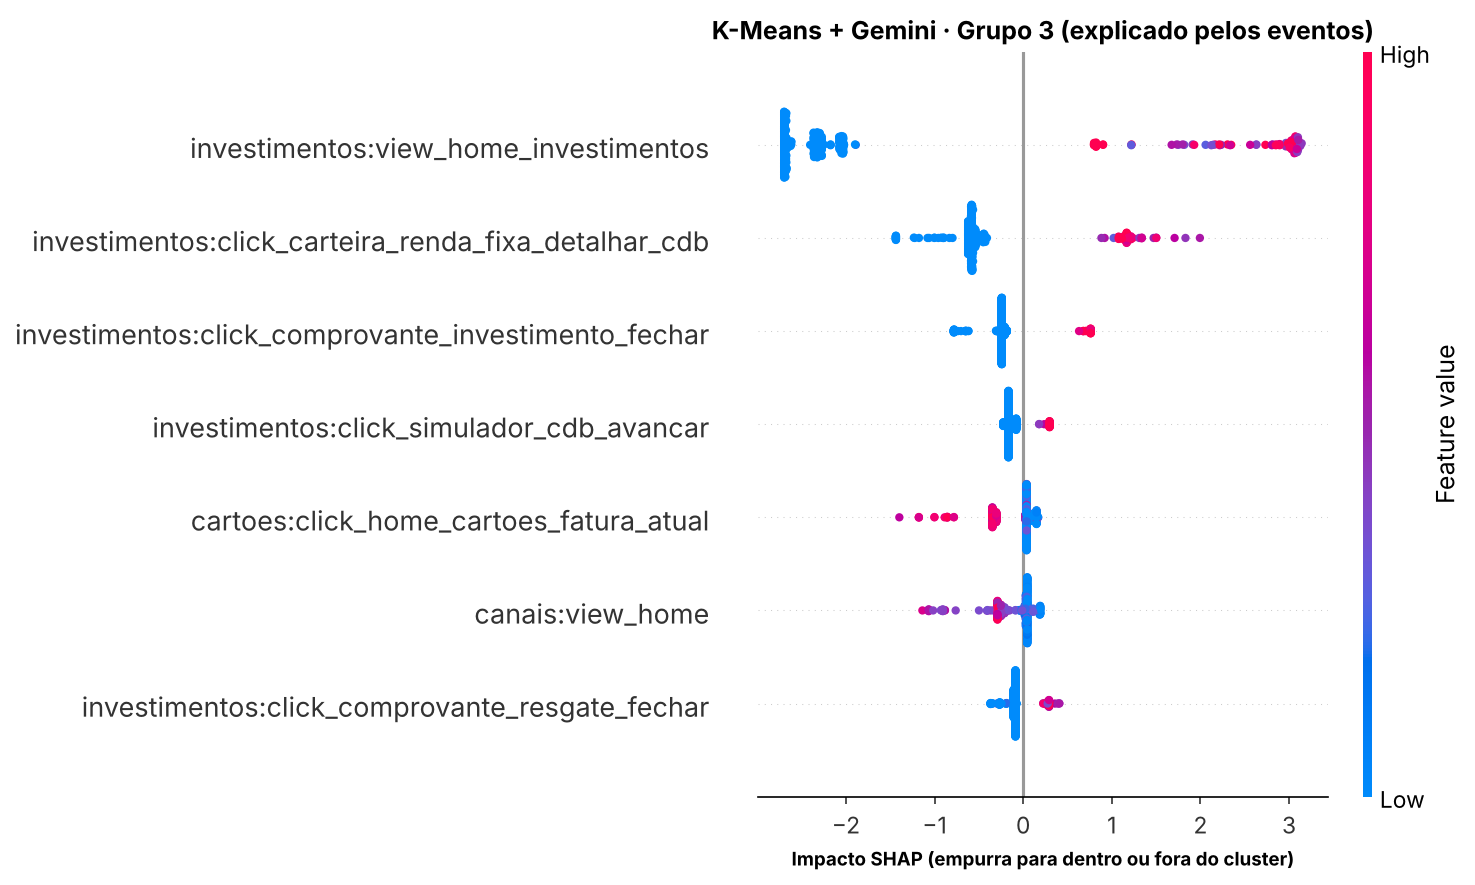 K-Means + Gemini · Grupo 3 (explicado pelos eventos)
High
investimentos:view_home_investimentos
investimentos:click_carteira_renda_fixa_detalhar_cdb
investimentos:click_comprovante_investimento_fechar
investimentos:click_simulador_cdb_avancar
cartoes:click_home_cartoes_fatura_atual
canais:view_home
investimentos:click_comprovante_resgate_fechar
Feature value
Low
−2 −1 0 1 2 3
Impacto SHAP (empurra para dentro ou fora do cluster)